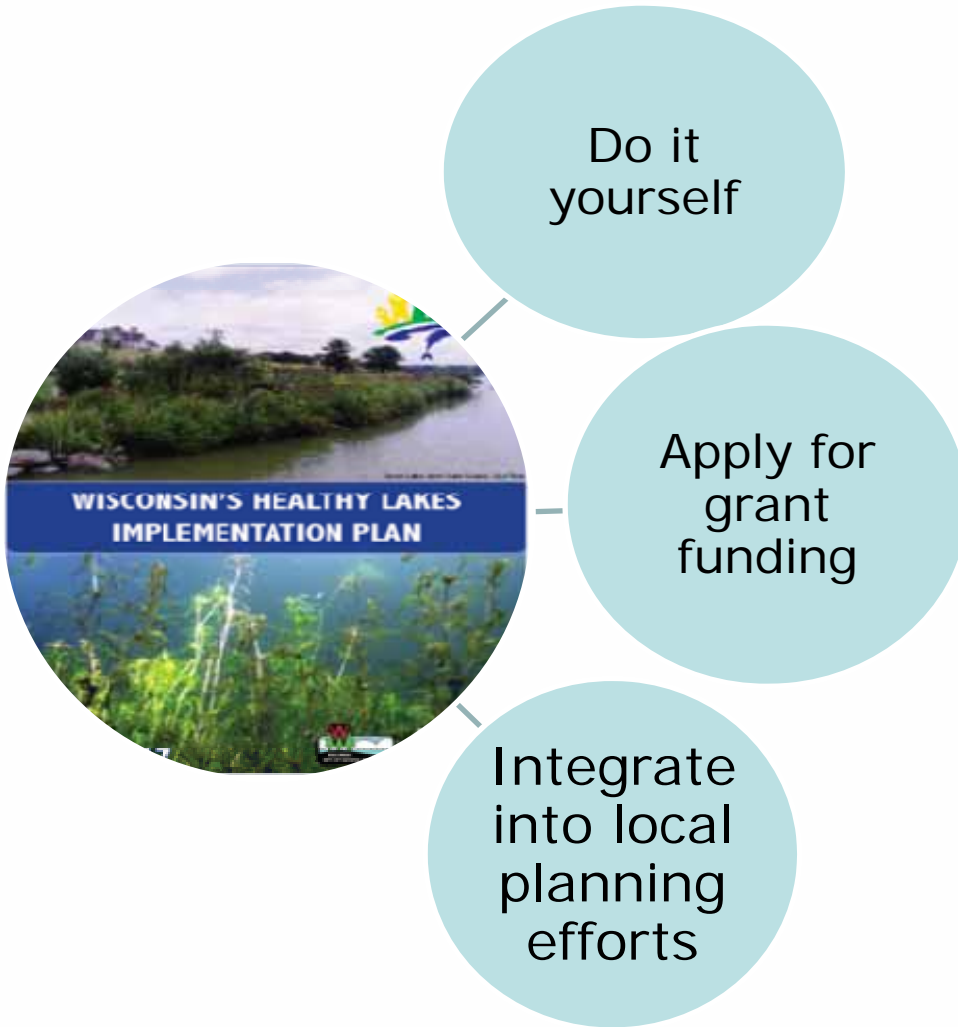 Do it
yourself
WISCONSIN'S HEALTHY LAKES
IMPLEMENTATION PLAN
Apply for
grant
funding
Integrate
into local
planning
efforts